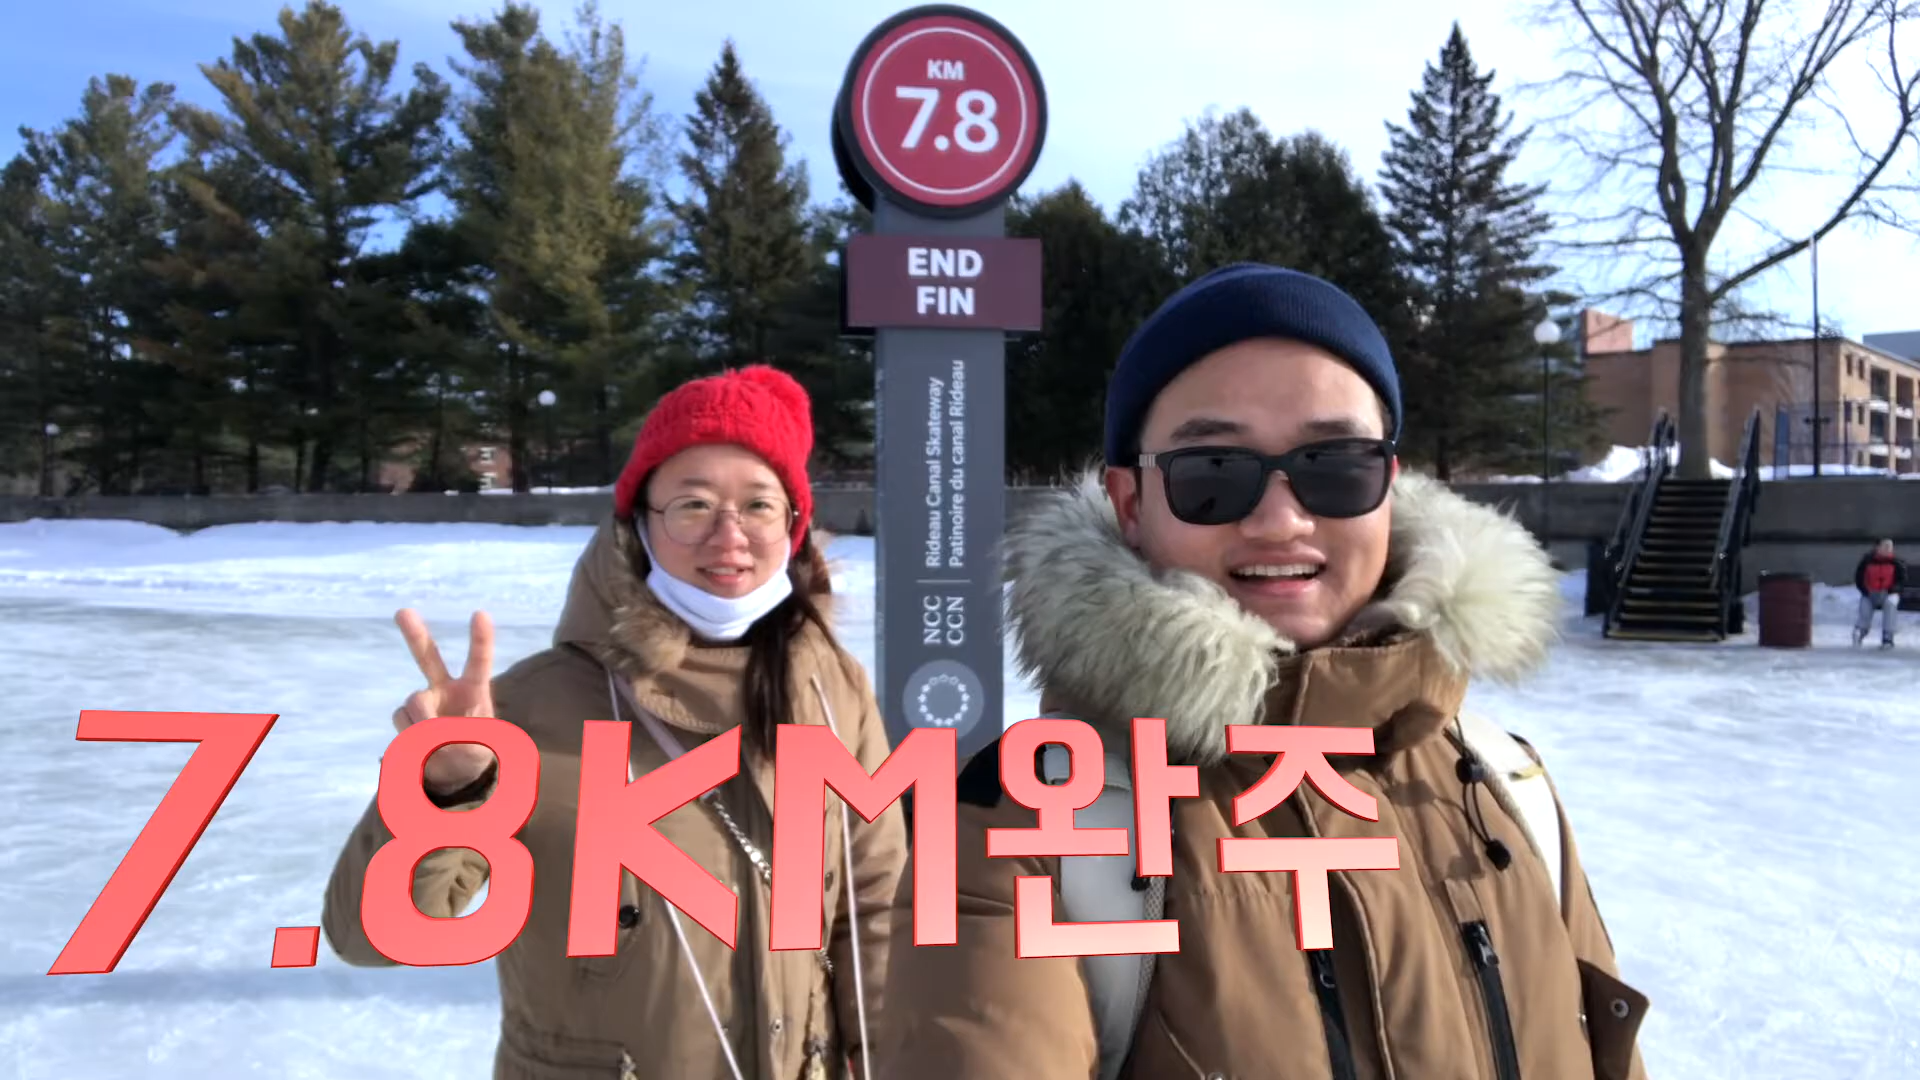 KM
7.8
END
FIN
Rideau Canal Skateway
Patinoire du canal Rideau
NCC
CCN
7.8KM완주